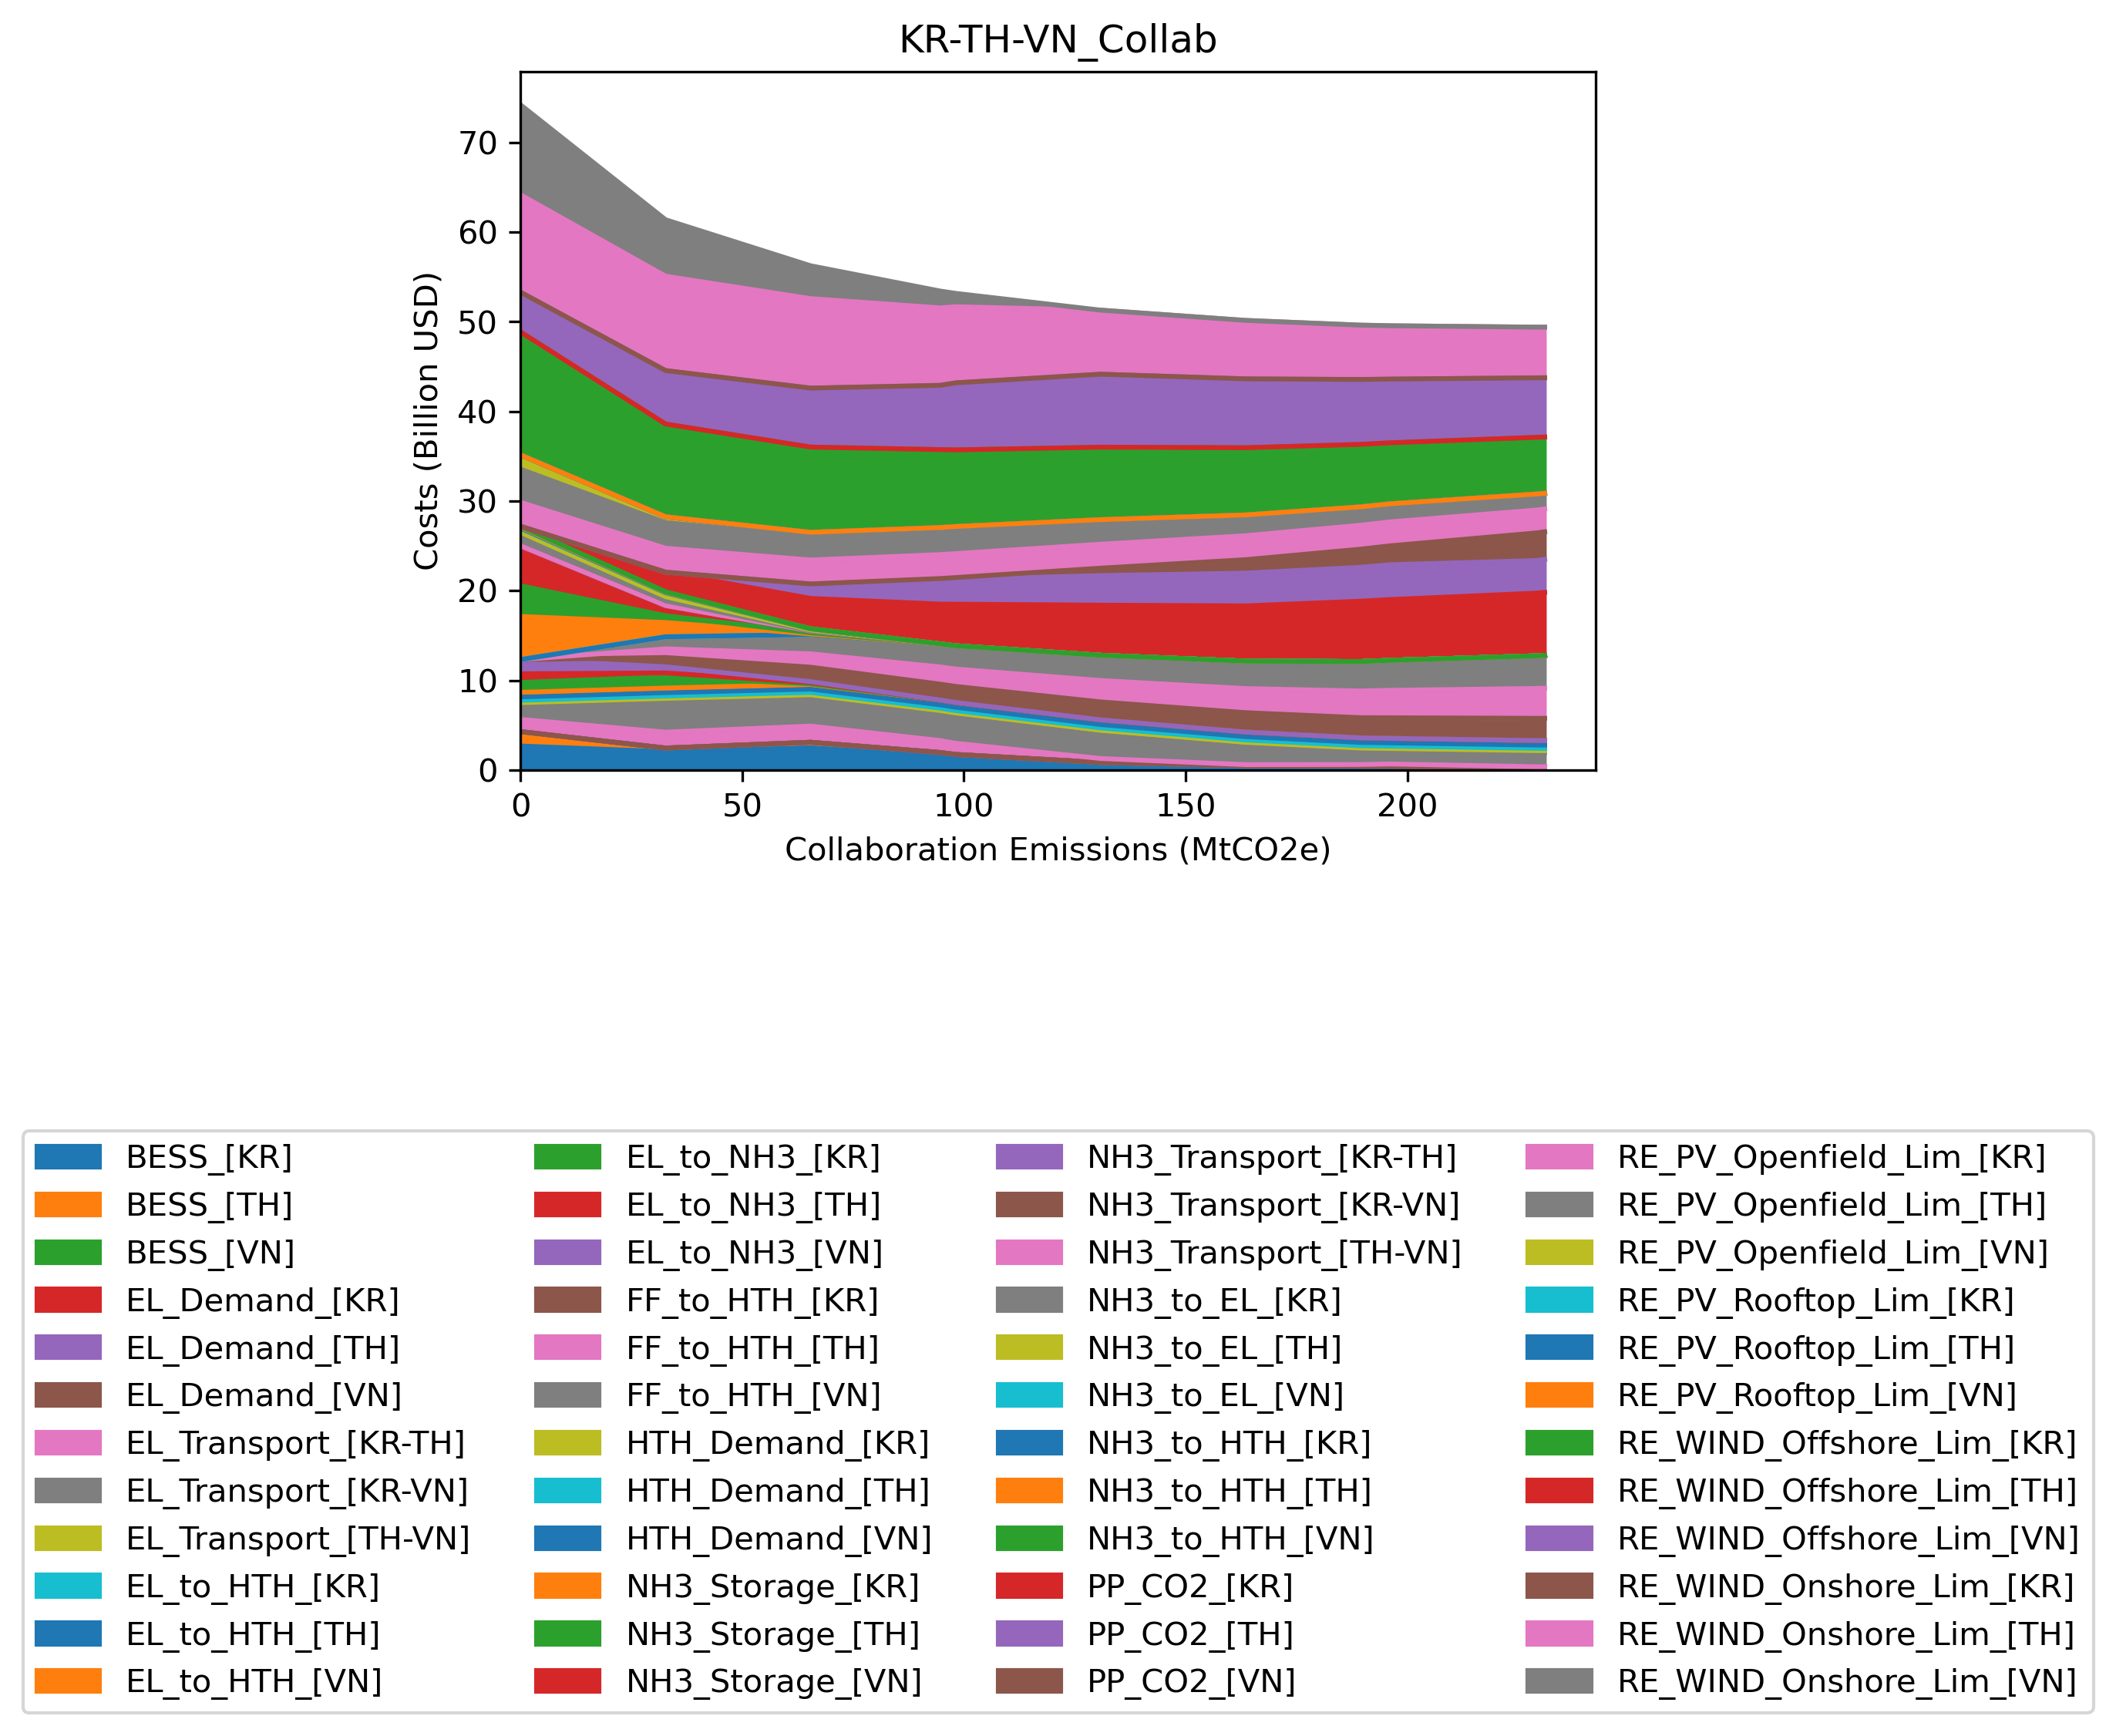 KR-TH-VN_Collab
70
60
50
40
30
20
10
0
Costs (Billion USD)
0 50 100 150 200
Collaboration Emissions (MtCO2e)
BESS_[KR]
BESS_[TH]
BESS_[VN]
EL_Demand_[KR]
EL_Demand_[TH]
EL_Demand_[VN]
EL_Transport_[KR-TH]
EL_Transport_[KR-VN]
EL_Transport_[TH-VN]
EL_to_HTH_[KR]
EL_to_HTH_[TH]
EL_to_HTH_[VN]
EL_to_NH3_[KR]
EL_to_NH3_[TH]
EL_to_NH3_[VN]
FF_to_HTH_[KR]
FF_to_HTH_[TH]
FF_to_HTH_[VN]
HTH_Demand_[KR]
HTH_Demand_[TH]
HTH_Demand_[VN]
NH3_Storage_[KR]
NH3_Storage_[TH]
NH3_Storage_[VN]
NH3_Transport_[KR-TH]
NH3_Transport_[KR-VN]
NH3_Transport_[TH-VN]
NH3_to_EL_[KR]
NH3_to_EL_[TH]
NH3_to_EL_[VN]
NH3_to_HTH_[KR]
NH3_to_HTH_[TH]
NH3_to_HTH_[VN]
PP_CO2_[KR]
PP_CO2_[TH]
PP_CO2_[VN]
RE_PV_Openfield_Lim_[KR]
RE_PV_Openfield_Lim_[TH]
RE_PV_Openfield_Lim_[VN]
RE_PV_Rooftop_Lim_[KR]
RE_PV_Rooftop_Lim_[TH]
RE_PV_Rooftop_Lim_[VN]
RE_WIND_Offshore_Lim_[KR]
RE_WIND_Offshore_Lim_[TH]
RE_WIND_Offshore_Lim_[VN]
RE_WIND_Onshore_Lim_[KR]
RE_WIND_Onshore_Lim_[TH]
RE_WIND_Onshore_Lim_[VN]